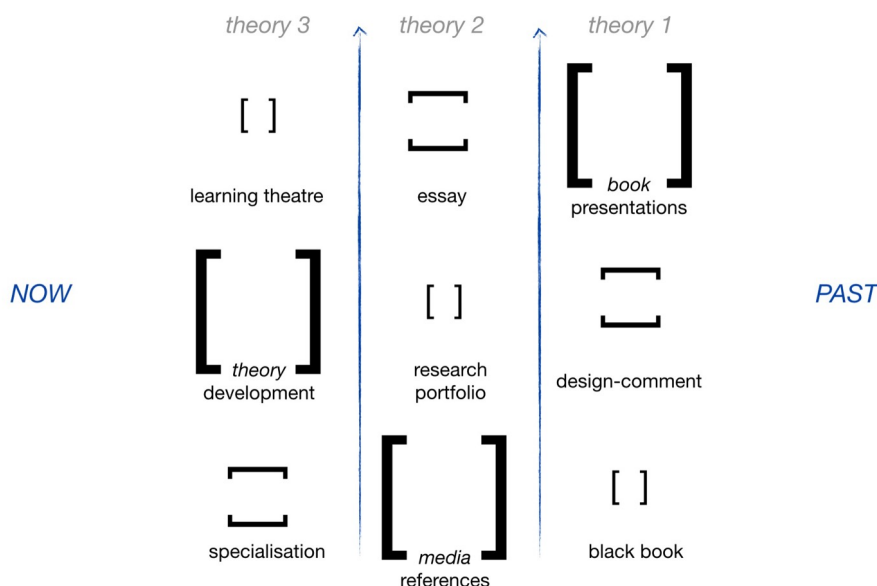 theory 3
theory 2
theory 1
[ ]
learning theatre
essay
book
presentations
NOW
PAST
theory
development
[ ]
research
portfolio
design-comment
specialisation
media
references
[ ]
black book